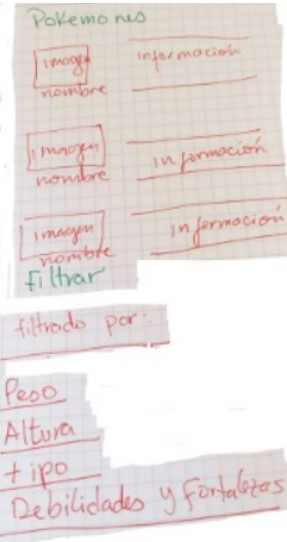 Pokemones
imagen información
nombre
imagen información
nombre
imagen información
nombre
Filtrar
filtrado por:
Peso
Altura
tipo
Debilidades y Fortalezas